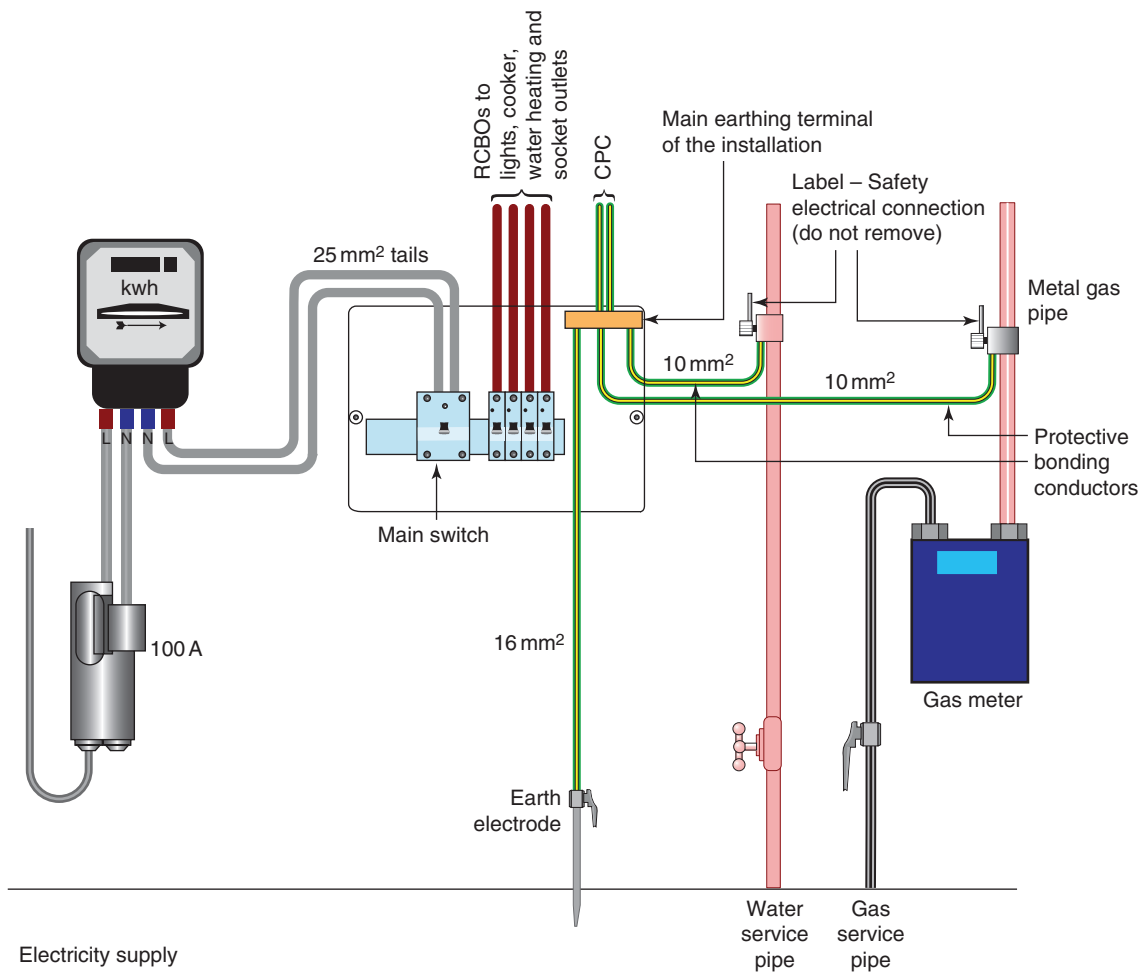 RCBOs to
lights, cooker,
water heating and
socket outlets
CPC
Main earthing terminal
of the installation
Label – Safety
electrical connection
(do not remove)
25 mm² tails
kwh
Metal gas
pipe
10 mm²
10 mm²
L N N L
Protective
bonding
conductors
Main switch
100 A
16 mm²
Gas meter
Earth
electrode
Water
service
pipe
Gas
service
pipe
Electricity supply